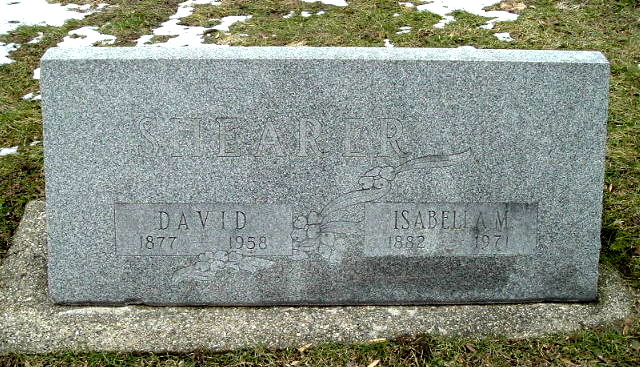 SHEARER
DAVID
1877 1958
ISABELLA M.
1882 1971